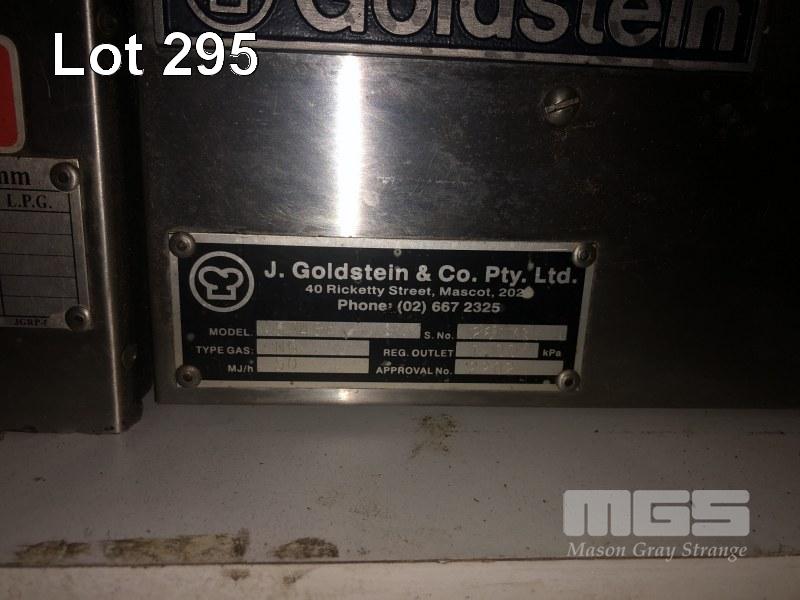 Lot 295
Goldstein
mm
L.P.G.
J. Goldstein & Co. Pty. Ltd.
40 Ricketty Street, Mascot,
Phone: (02) 667 2325
MODEL. S. No.
TYPE GAS: REG. OUTLET kPa
MJ/h APPROVAL No.
MGS
Mason Gray Strange